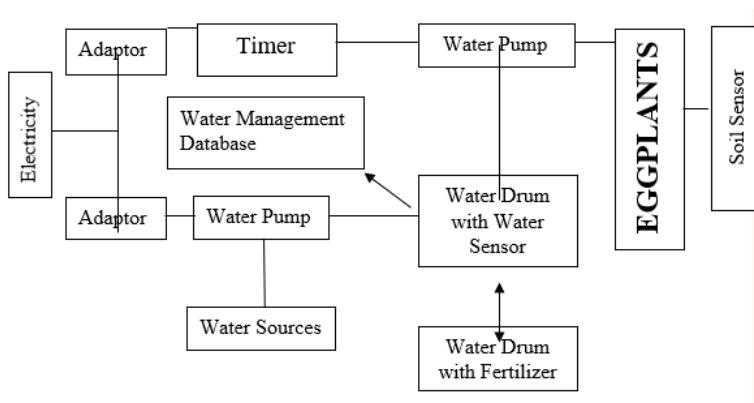 Adaptor
Timer
Water Pump
EGGPLANTS
Soil Sensor
Electricity
Water Management
Database
Adaptor
Water Pump
Water Drum
with Water
Sensor
Water Sources
Water Drum
with Fertilizer